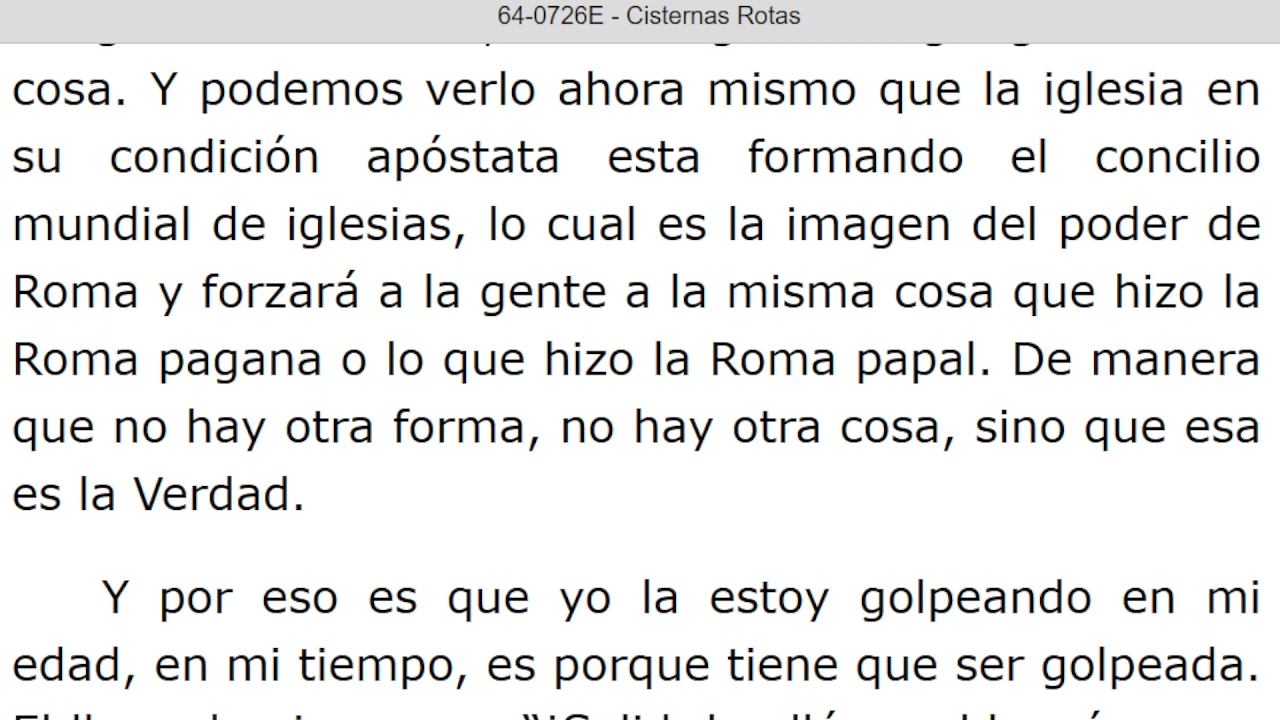 64-0726E - Cisternas Rotas
cosa. Y podemos verlo ahora mismo que la iglesia en
su condición apóstata esta formando el concilio
mundial de iglesias, lo cual es la imagen del poder de
Roma y forzará a la gente a la misma cosa que hizo la
Roma pagana o lo que hizo la Roma papal. De manera
que no hay otra forma, no hay otra cosa, sino que esa
es la Verdad.
Y por eso es que yo la estoy golpeando en mi
edad, en mi tiempo, es porque tiene que ser golpeada.